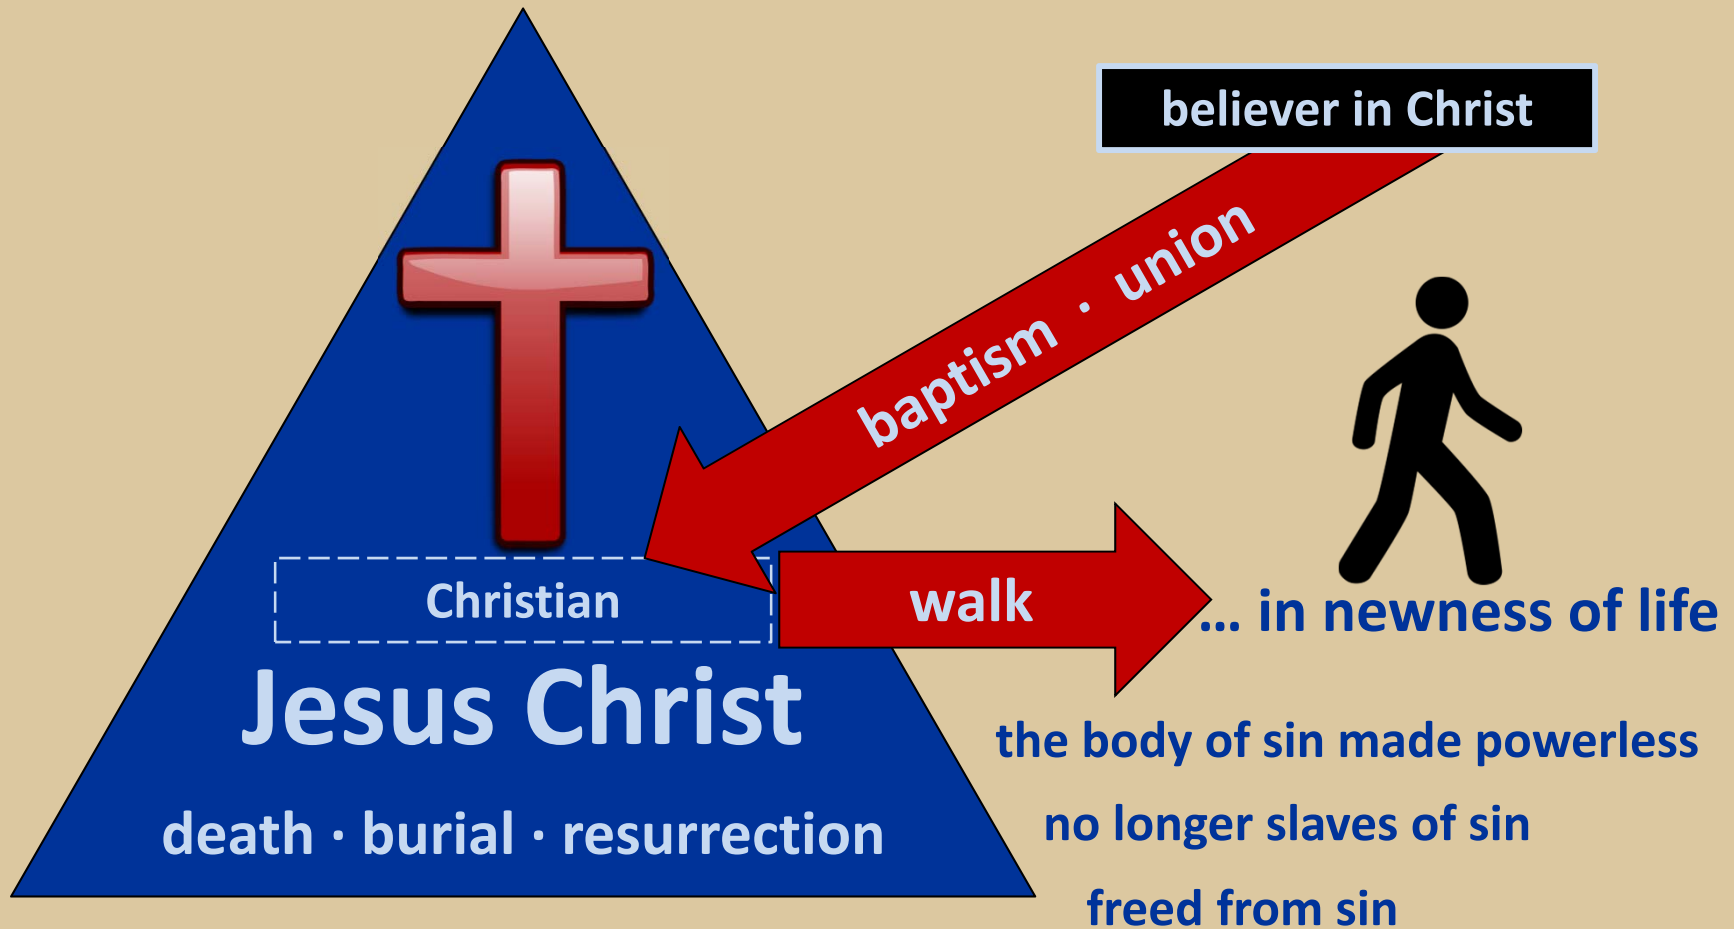 believer in Christ
baptism · union
Christian
walk
... in newness of life
Jesus Christ
death · burial · resurrection
the body of sin made powerless
no longer slaves of sin
freed from sin